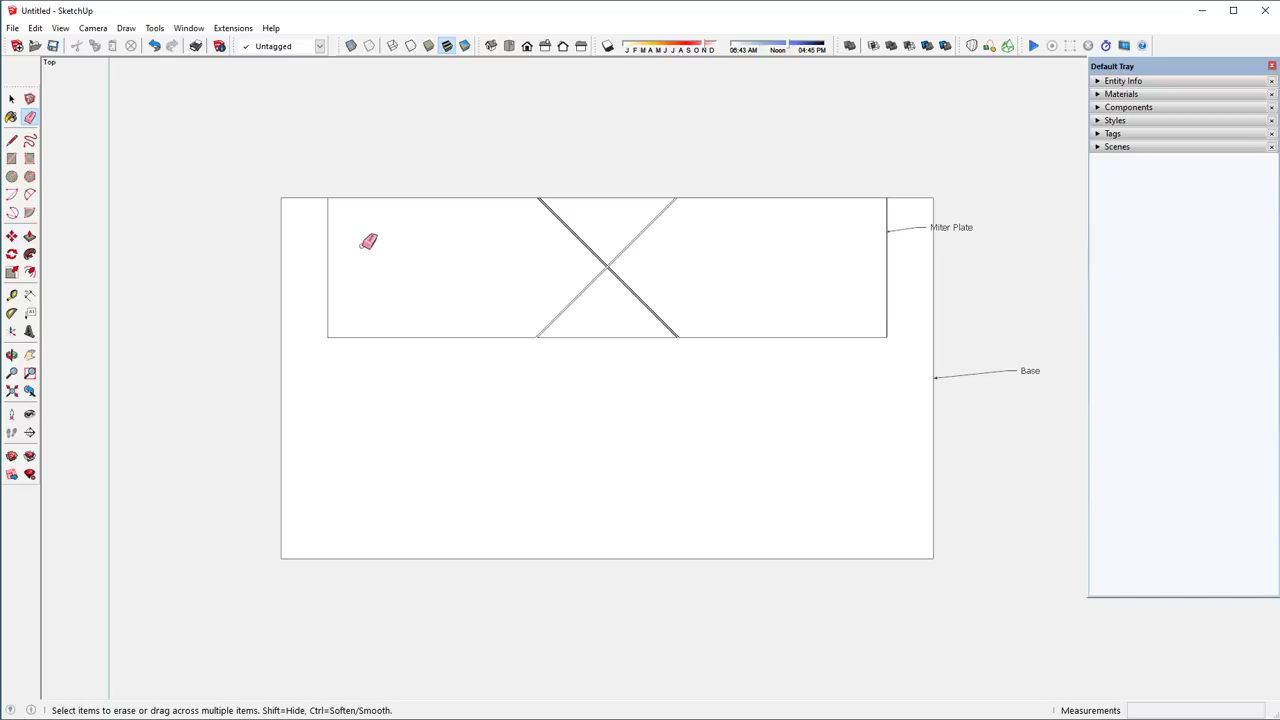 Untitled - SketchUp
File Edit View Camera Draw Tools Window Extensions Help
✓ Untagged
J F M A M J J A S O N D
06:43 AM Noon 04:45 PM
Top
Default Tray
Entity Info
Materials
Components
Styles
Tags
Scenes
Miter Plate
Base
Select items to erase or drag across multiple items. Shift=Hide, Ctrl=Soften/Smooth.
Measurements